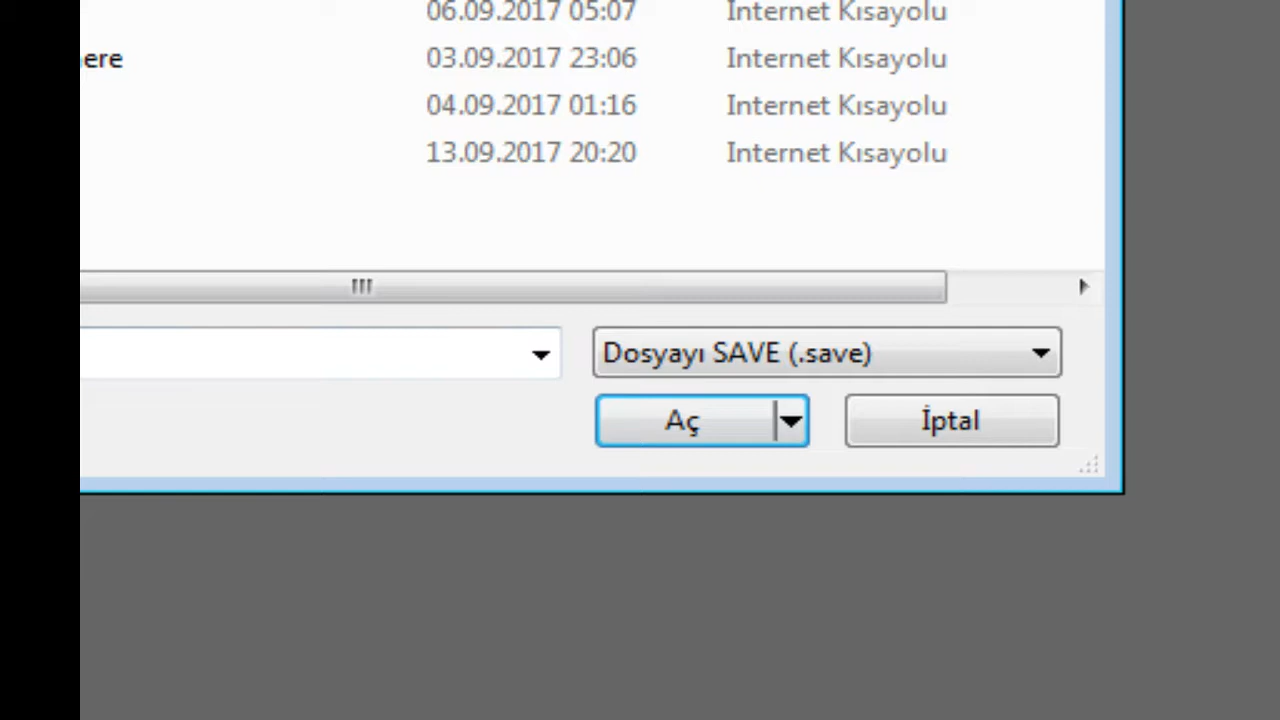 06.09.2017 05:07 Internet Kısayolu
ere 03.09.2017 23:06 Internet Kısayolu
04.09.2017 01:16 Internet Kısayolu
13.09.2017 20:20 Internet Kısayolu
Dosyayı SAVE (.save)
Aç İptal